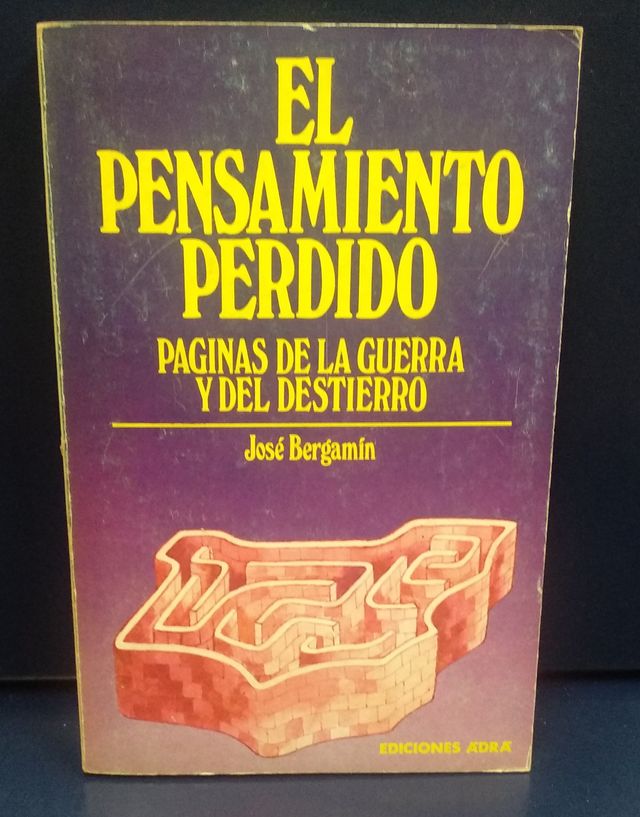 EL
PENSAMIENTO
PERDIDO
PAGINAS DE LA GUERRA
Y DEL DESTIERRO
José Bergamín
EDICIONES ADRA